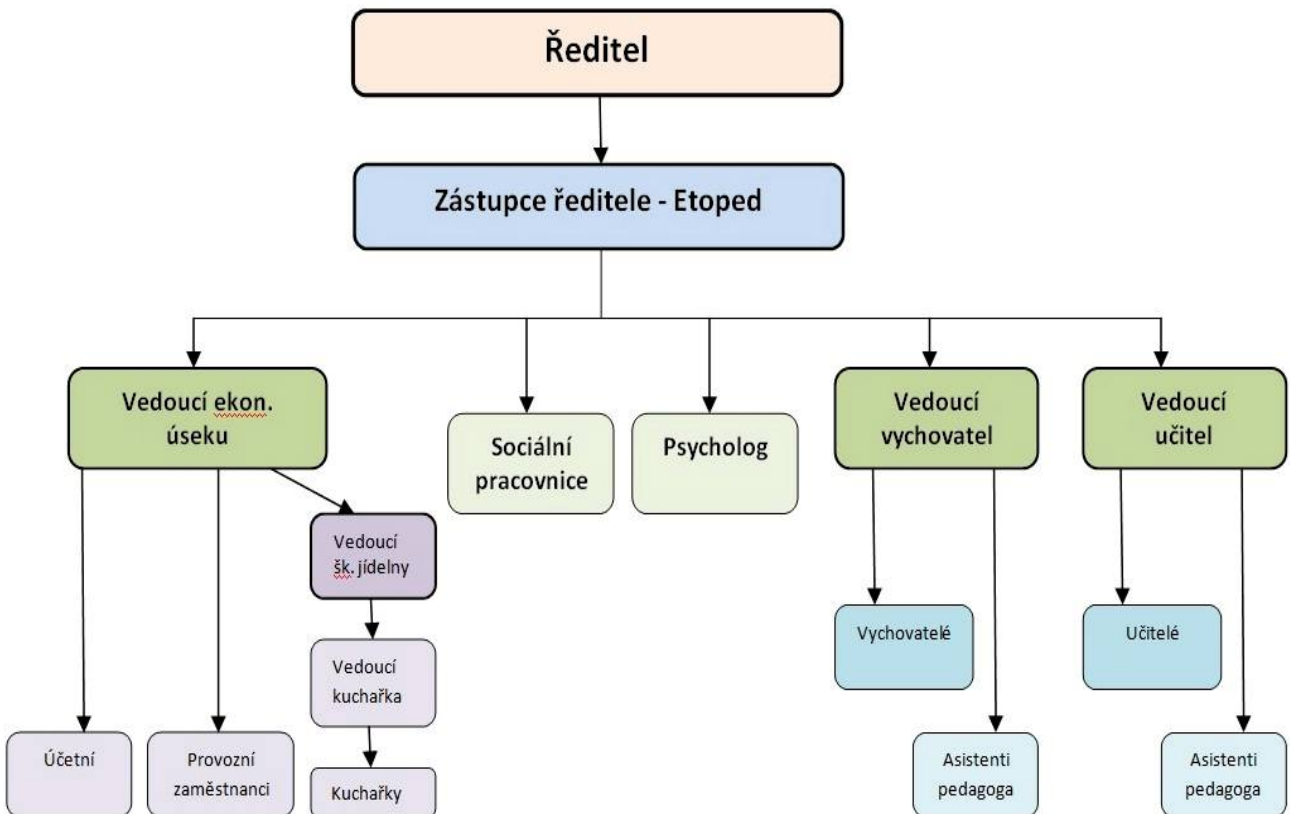 Ředitel
Zástupce ředitele - Etoped
Vedoucí ekon.
úseku
Sociální
pracovnice
Psycholog
Vedoucí
vychovatel
Vedoucí
učitel
Vedoucí
šk. jídelny
Vychovatelé
Učitelé
Vedoucí
kuchařka
Účetní
Provozní
zaměstnanci
Kuchařky
Asistenti
pedagoga
Asistenti
pedagoga